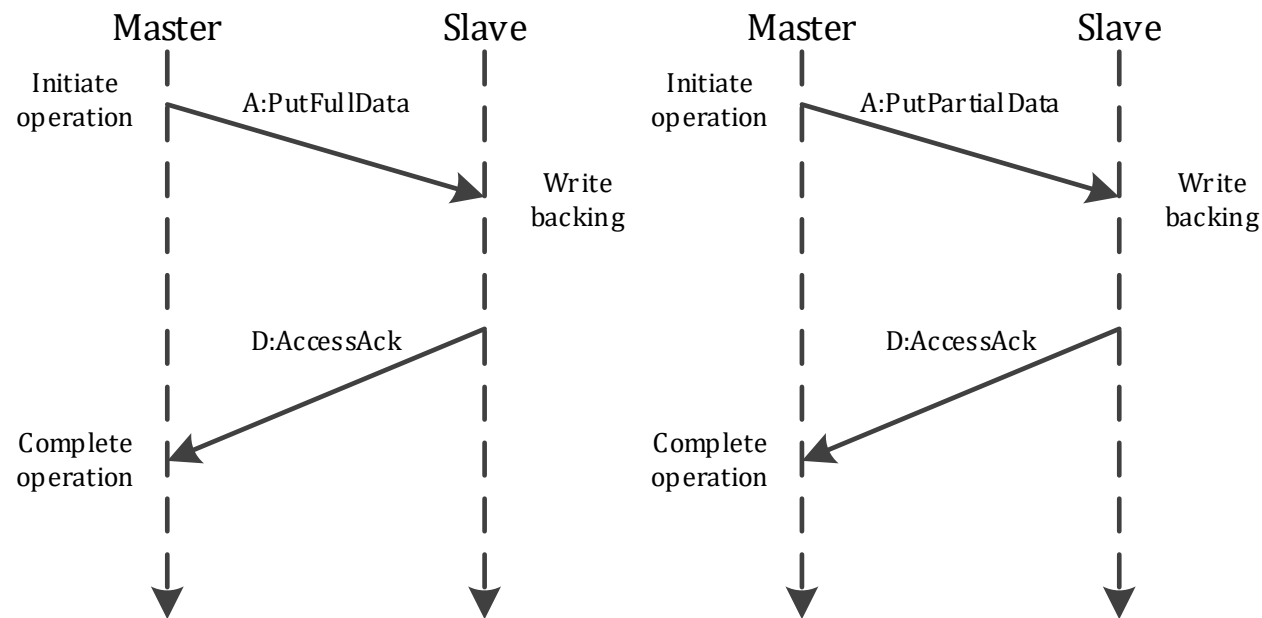 Master
Slave
Initiate
operation
A:PutFullData
Write
backing
D:AccessAck
Complete
operation
Master
Slave
Initiate
operation
A:PutPartialData
Write
backing
D:AccessAck
Complete
operation